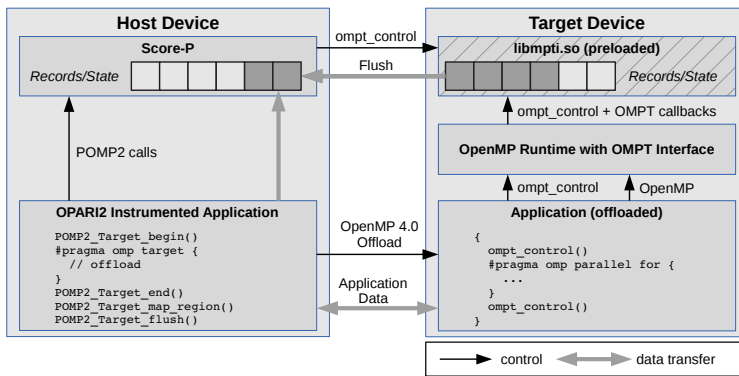 Host Device
Target Device
Score-P
Records/State
ompt_control
Flush
libmpti.so (preloaded)
Records/State
POMP2 calls
ompt_control + OMPT callbacks
OpenMP Runtime with OMPT Interface
ompt_control
OpenMP
OPARI2 Instrumented Application
POMP2_Target_begin()
#pragma omp target {
// offload
}
POMP2_Target_end()
POMP2_Target_map_region()
POMP2_Target_flush()
OpenMP 4.0
Offload
Application
Data
Application (offloaded)
{
ompt_control()
#pragma omp parallel for {
...
}
ompt_control()
}
control
data transfer